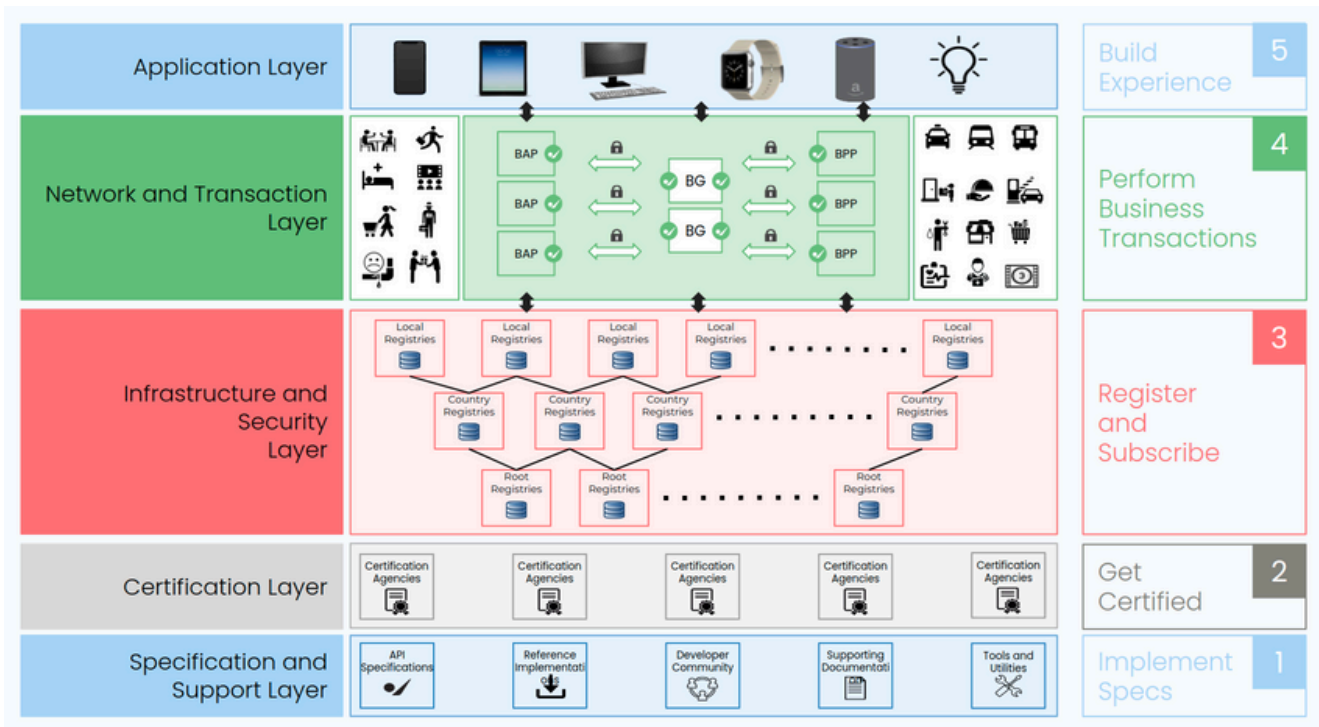 Application Layer
Build
Experience
5
Network and Transaction
Layer
BAP
BAP
BAP
BG
BG
BPP
BPP
BPP
Perform
Business
Transactions
4
Infrastructure and
Security
Layer
Local
Registries
Local
Registries
Local
Registries
Local
Registries
Local
Registries
Country
Registries
Country
Registries
Country
Registries
Country
Registries
Root
Registries
Root
Registries
Root
Registries
Register
and
Subscribe
3
Certification Layer
Certification
Agencies
Certification
Agencies
Certification
Agencies
Certification
Agencies
Certification
Agencies
Get
Certified
2
Specification and
Support Layer
API
Specifications
Reference
Implementati
ons
Developer
Community
Supporting
Documentati
Tools and
Utilities
Implement
Specs
1